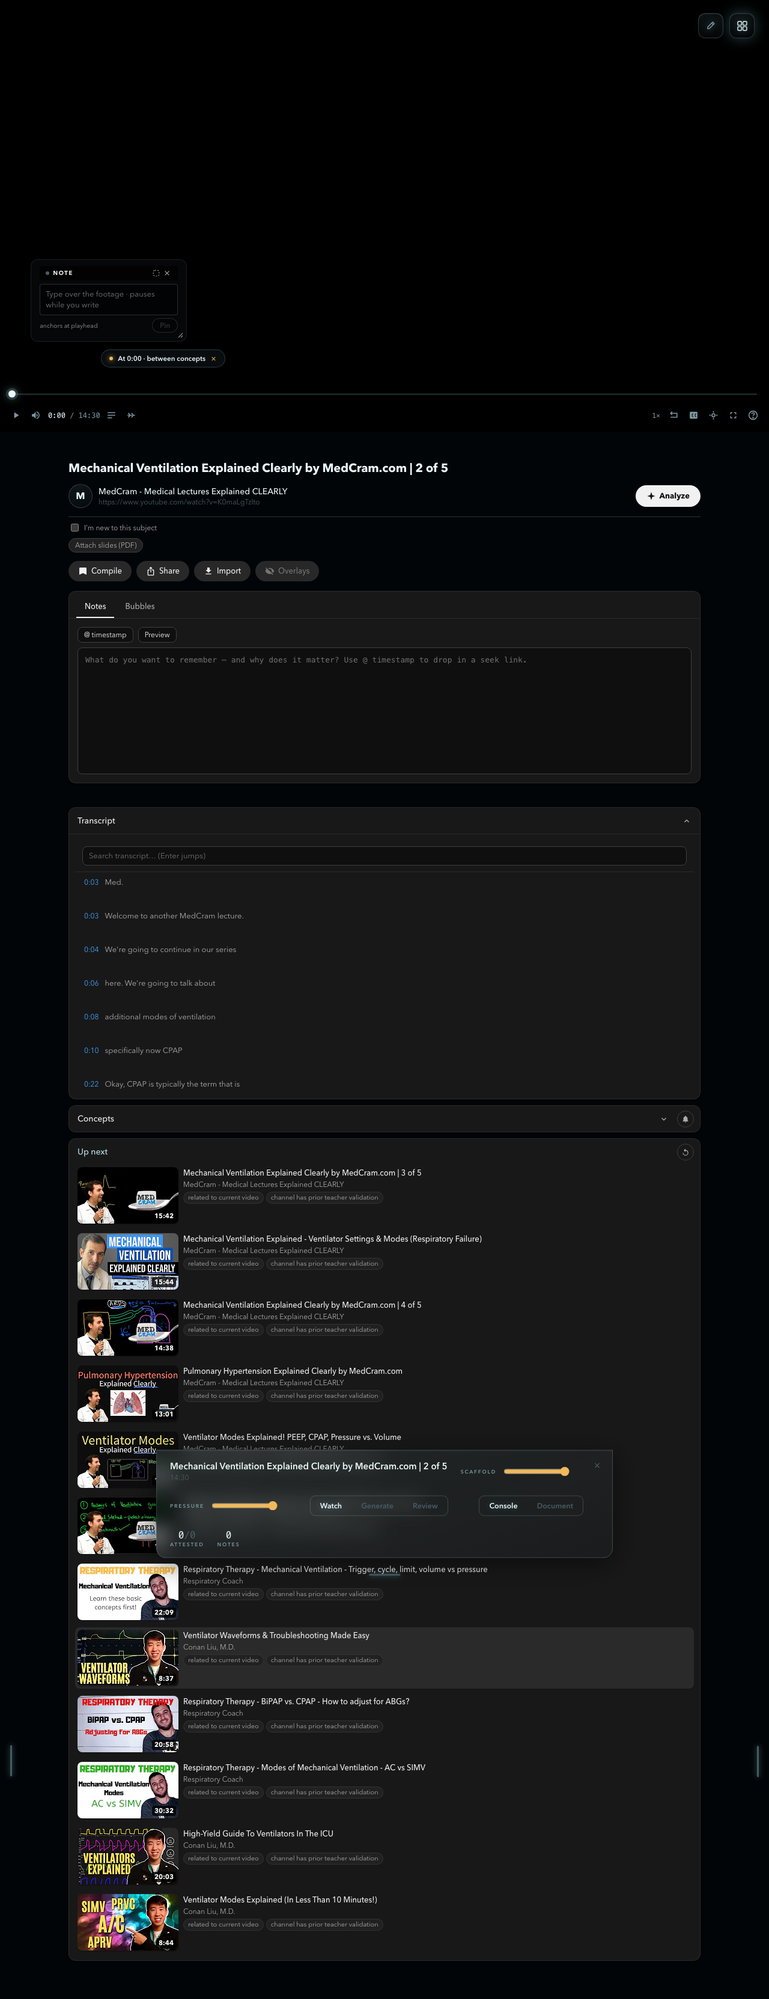 NOTE
Type over the footage · pauses
while you write
anchors at playhead
Pin
At 0:00 · between concepts
0:00 / 14:30
1×
Mechanical Ventilation Explained Clearly by MedCram.com | 2 of 5
M
MedCram - Medical Lectures Explained CLEARLY
Analyze
I'm new to this subject
Attach slides (PDF)
Compile
Share
Import
Overlays
Notes
Bubbles
@ timestamp
Preview
What do you want to remember — and why does it matter? Use @ timestamp to drop in a seek link.
Transcript
Search transcript… (Enter jumps)
0:03 Med.
0:03 Welcome to another MedCram lecture.
0:04 We're going to continue in our series
0:06 here. We're going to talk about
0:08 additional modes of ventilation
0:10 specifically now CPAP
0:22 Okay, CPAP is typically the term that is
Concepts
Up next
MED
15:42
Mechanical Ventilation Explained Clearly by MedCram.com | 3 of 5
MedCram - Medical Lectures Explained CLEARLY
related to current video
channel has prior teacher validation
MECHANICAL
VENTILATION
EXPLAINED CLEARLY
15:44
Mechanical Ventilation Explained - Ventilator Settings & Modes (Respiratory Failure)
MedCram - Medical Lectures Explained CLEARLY
related to current video
channel has prior teacher validation
MED
14:38
Mechanical Ventilation Explained Clearly by MedCram.com | 4 of 5
MedCram - Medical Lectures Explained CLEARLY
related to current video
channel has prior teacher validation
Pulmonary Hypertension
Explained Clearly
13:01
Pulmonary Hypertension Explained Clearly by MedCram.com
MedCram - Medical Lectures Explained CLEARLY
related to current video
channel has prior teacher validation
Ventilator Modes
Explained Clearly
Ventilator Modes Explained! PEEP, CPAP, Pressure vs. Volume
MedCram - Medical Lectures Explained CLEARLY
Mechanical Ventilation Explained Clearly by MedCram.com | 2 of 5
14:30
SCAFFOLD
PRESSURE
Watch
Generate
Review
Console
Document
0/0
ATTESTED
0
NOTES
RESPIRATORY THERAPY
Mechanical Ventilation
Learn these basic
concepts first!
22:09
Respiratory Therapy - Mechanical Ventilation - Trigger, cycle, limit, volume vs pressure
Respiratory Coach
related to current video
channel has prior teacher validation
VENTILATOR
WAVEFORMS
8:37
Ventilator Waveforms & Troubleshooting Made Easy
Conan Liu, M.D.
related to current video
channel has prior teacher validation
RESPIRATORY THERAPY
BiPAP vs. CPAP
Adjusting for ABGs
20:58
Respiratory Therapy - BiPAP vs. CPAP - How to adjust for ABGs?
Respiratory Coach
related to current video
channel has prior teacher validation
RESPIRATORY THERAPY
Mechanical Ventilation
Modes
AC vs SIMV
30:32
Respiratory Therapy - Modes of Mechanical Ventilation - AC vs SIMV
Respiratory Coach
related to current video
channel has prior teacher validation
VENTILATORS
EXPLAINED
20:03
High-Yield Guide To Ventilators In The ICU
Conan Liu, M.D.
related to current video
channel has prior teacher validation
SIMV PRVC
A/C
APRV
8:44
Ventilator Modes Explained (In Less Than 10 Minutes!)
Conan Liu, M.D.
related to current video
channel has prior teacher validation